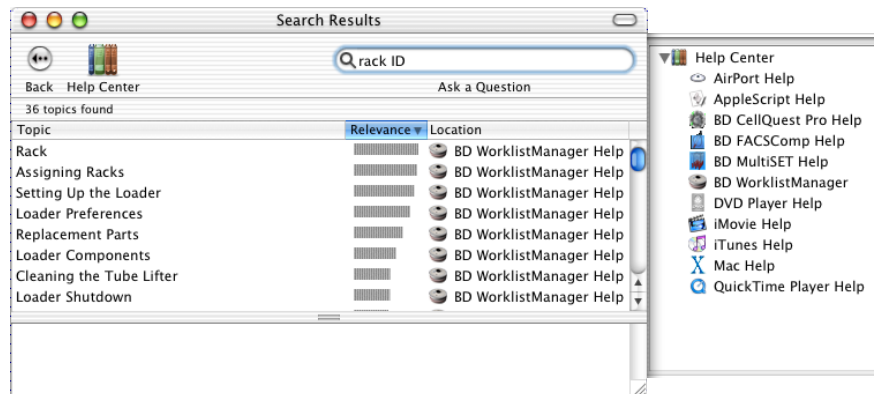 Search Results
rack ID
Back Help Center Ask a Question
36 topics found
Topic Relevance Location
Rack BD WorklistManager Help
Assigning Racks BD WorklistManager Help
Setting Up the Loader BD WorklistManager Help
Loader Preferences BD WorklistManager Help
Replacement Parts BD WorklistManager Help
Loader Components BD WorklistManager Help
Cleaning the Tube Lifter BD WorklistManager Help
Loader Shutdown BD WorklistManager Help
Help Center
AirPort Help
AppleScript Help
BD CellQuest Pro Help
BD FACSComp Help
BD MultiSET Help
BD WorklistManager
DVD Player Help
iMovie Help
iTunes Help
Mac Help
QuickTime Player Help